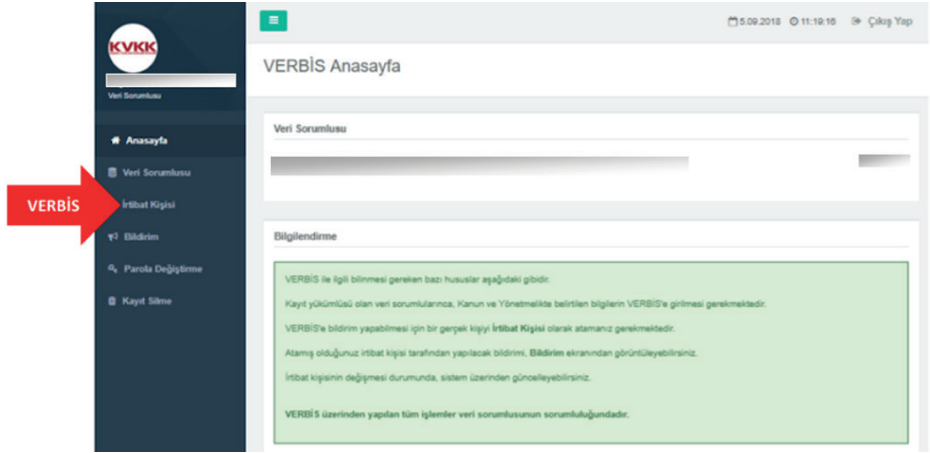 KVKK
Veri Sorumlusu
Anasayfa
Veri Sorumlusu
VERBİS
İrtibat Kişisi
Bildirim
Parola Değiştirme
Kayıt Silme
5.09.2018 11:19:16 Çıkış Yap
VERBİS Anasayfa
Veri Sorumlusu
Bilgilendirme
VERBİS ile ilgili bilinmesi gereken bazı hususlar aşağıdaki gibidir.
Kayıt yükümlüsü olan veri sorumlularınca, Kanun ve Yönetmelikte belirtilen bilgilerin VERBİS'e girilmesi gerekmektedir.
VERBİS'e bildirim yapabilmesi için bir gerçek kişiyi İrtibat Kişisi olarak atamanız gerekmektedir.
Atamış olduğunuz irtibat kişisi tarafından yapılacak bildirimi, Bildirim ekranından görüntüleyebilirsiniz.
İrtibat kişisinin değişmesi durumunda, sistem üzerinden güncelleyebilirsiniz.
VERBİS üzerinden yapılan tüm işlemler veri sorumlusunun sorumluluğundadır.